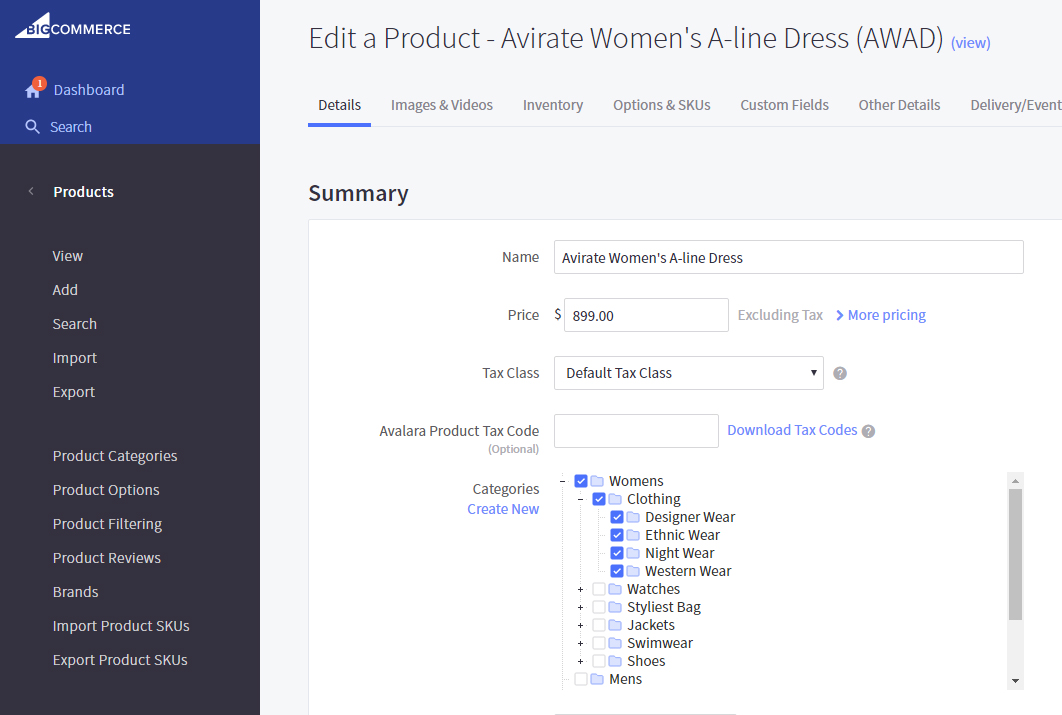 BIGCOMMERCE
1
Dashboard
Search
Products
View
Add
Search
Import
Export
Product Categories
Product Options
Product Filtering
Product Reviews
Brands
Import Product SKUs
Export Product SKUs
Edit a Product - Avirate Women's A-line Dress (AWAD) (view)
Details Images & Videos Inventory Options & SKUs Custom Fields Other Details Delivery/Event
Summary
Name Avirate Women's A-line Dress
Price $ 899.00 Excluding Tax More pricing
Tax Class Default Tax Class ?
Avalara Product Tax Code Download Tax Codes ?
(Optional)
Categories
Create New
Womens
Clothing
Designer Wear
Ethnic Wear
Night Wear
Western Wear
Watches
Styliest Bag
Jackets
Swimwear
Shoes
Mens